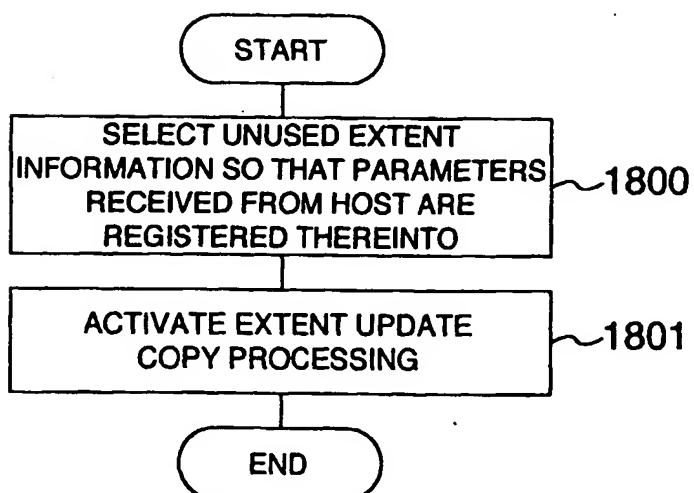 START
SELECT UNUSED EXTENT
INFORMATION SO THAT PARAMETERS
RECEIVED FROM HOST ARE
REGISTERED THEREINTO
1800
ACTIVATE EXTENT UPDATE
COPY PROCESSING
1801
END